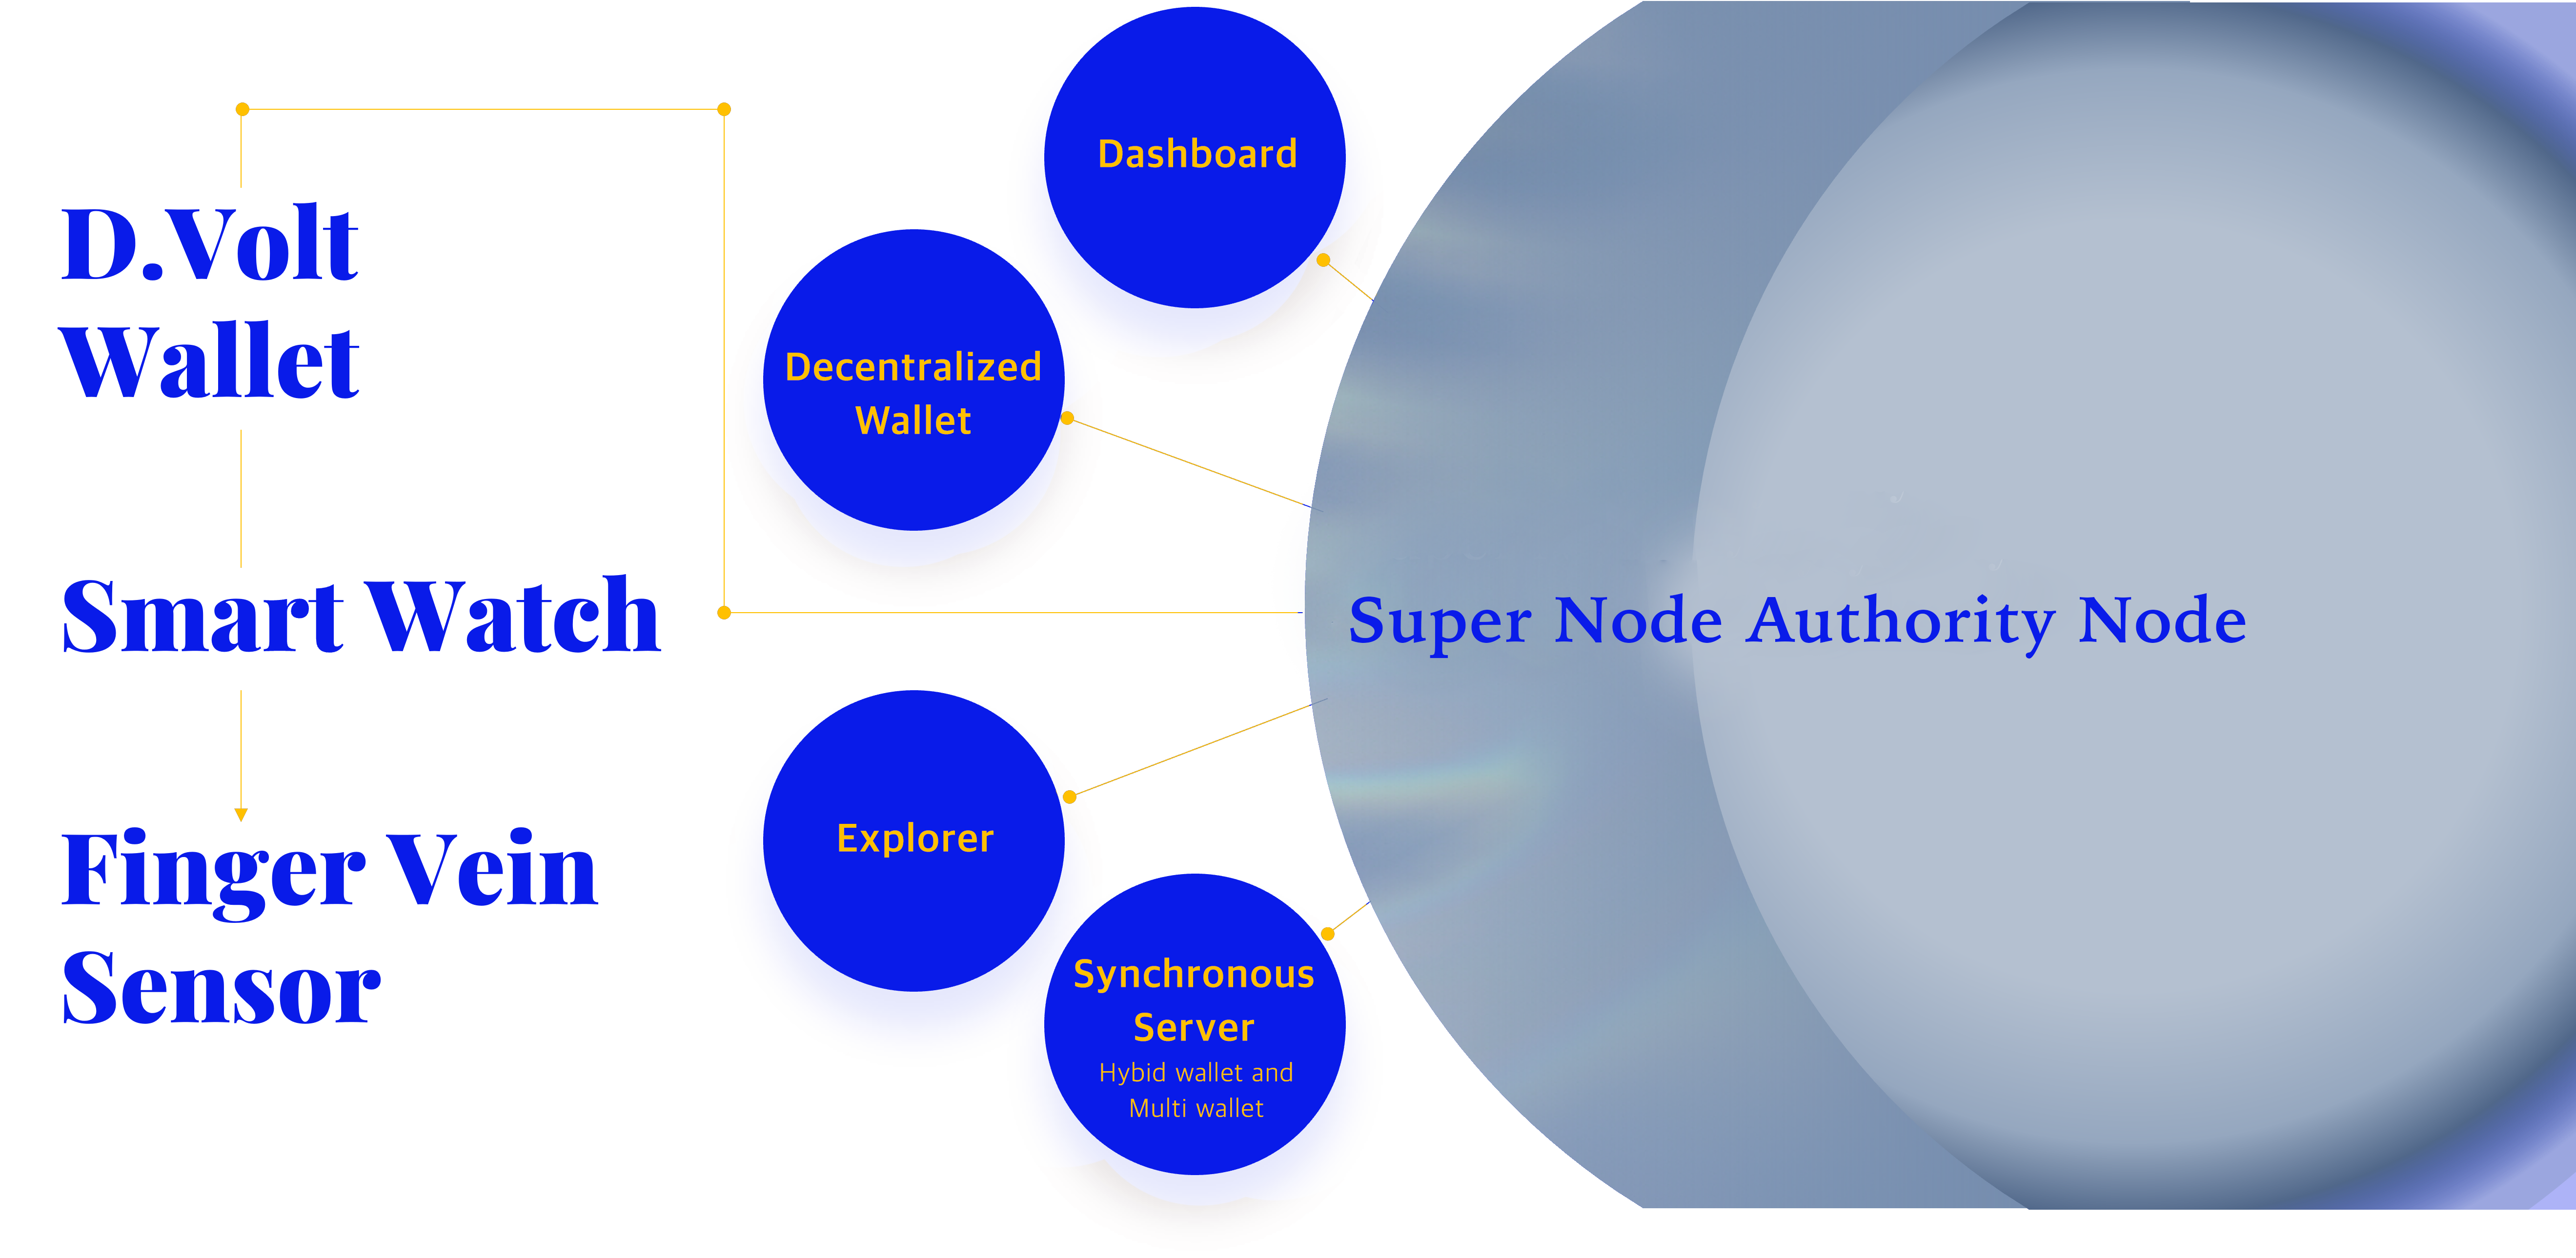 D.Volt
Wallet
Smart Watch
Finger Vein
Sensor
Dashboard
Decentralized
Wallet
Explorer
Synchronous
Server
Hybid wallet and
Multi wallet
Super Node Authority Node